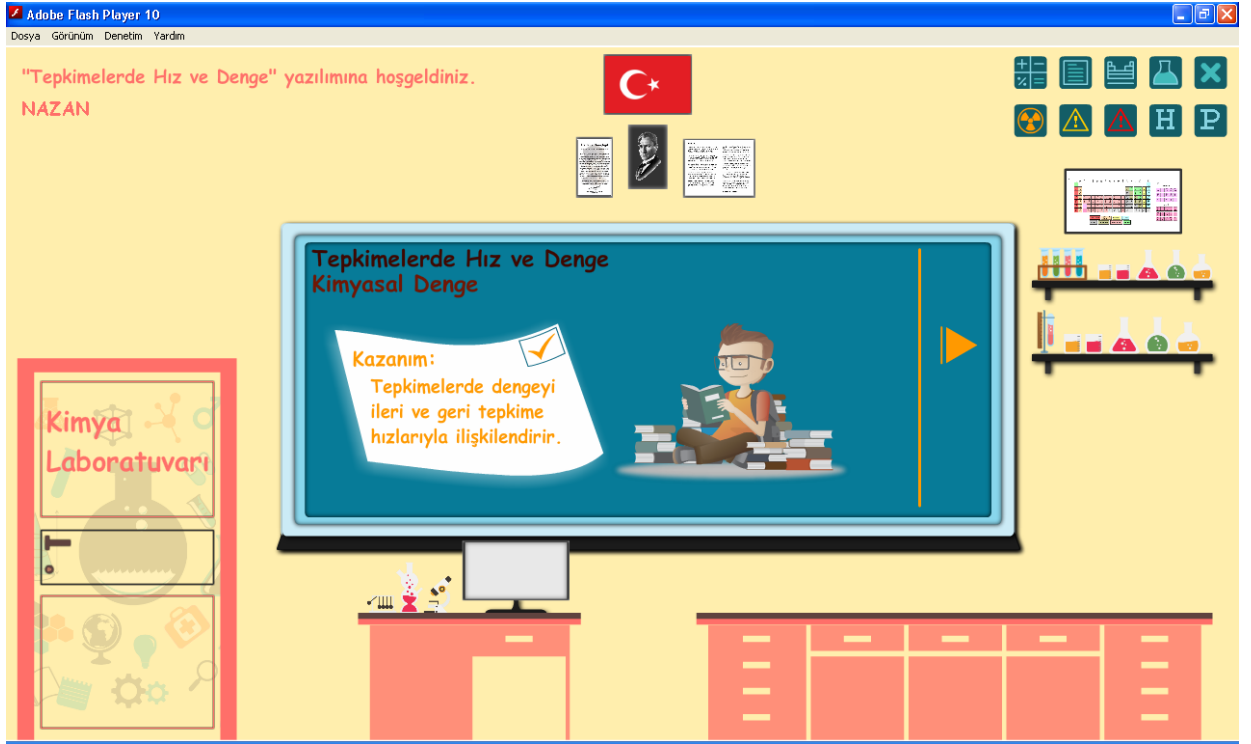 Adobe Flash Player 10
Dosya Görünüm Denetim Yardım
"Tepkimelerde Hız ve Denge" yazılımına hoşgeldiniz.
NAZAN
H P
Tepkimelerde Hız ve Denge
Kimyasal Denge
Kazanım:
Tepkimelerde dengeyi
ileri ve geri tepkime
hızlarıyla ilişkilendirir.
Kimya
Laboratuvarı